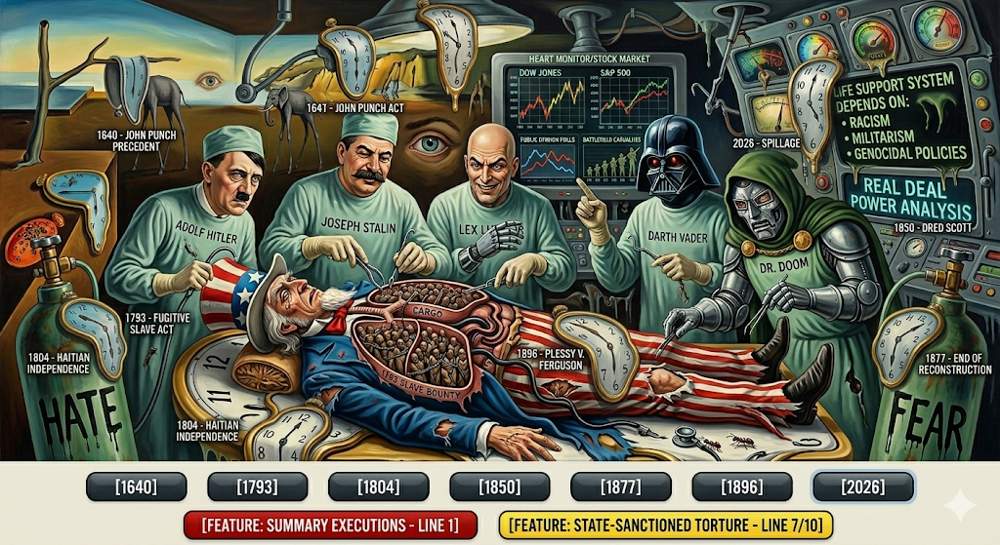 HEART MONITOR/STOCK MARKET
DOW JONES
S&P 500
PUBLIC OPINION POLLS
BATTLEFIELD CASUALTIES
1640 - JOHN PUNCH
PRECEDENT
1641 - JOHN PUNCH ACT
2026 - SPILLAGE
LIFE SUPPORT SYSTEM
DEPENDS ON:
• RACISM
• MILITARISM
• GENOCIDAL POLICIES
REAL DEAL
POWER ANALYSIS
1850 - DRED SCOTT
ADOLF HITLER
JOSEPH STALIN
LEX
DARTH VADER
DR. DOOM
CARGO
SLAVE BOUNTY
1793 - FUGITIVE
SLAVE ACT
1804 - HAITIAN
INDEPENDENCE
1896 - PLESSY V.
FERGUSON
1877 - END OF
RECONSTRUCTION
HATE
FEAR
1804 - HAITIAN
INDEPENDENCE
[1640]
[1793]
[1804]
[1850]
[1877]
[1896]
[2026]
[FEATURE: SUMMARY EXECUTIONS - LINE 1]
[FEATURE: STATE-SANCTIONED TORTURE - LINE 7/10]